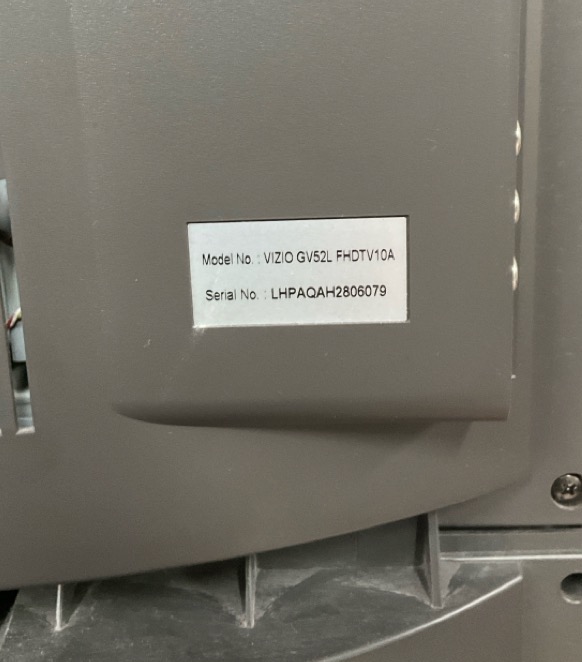 Model No. : VIZIO GV52L FHDTV10A
Serial No. : LHPAQAH2806079